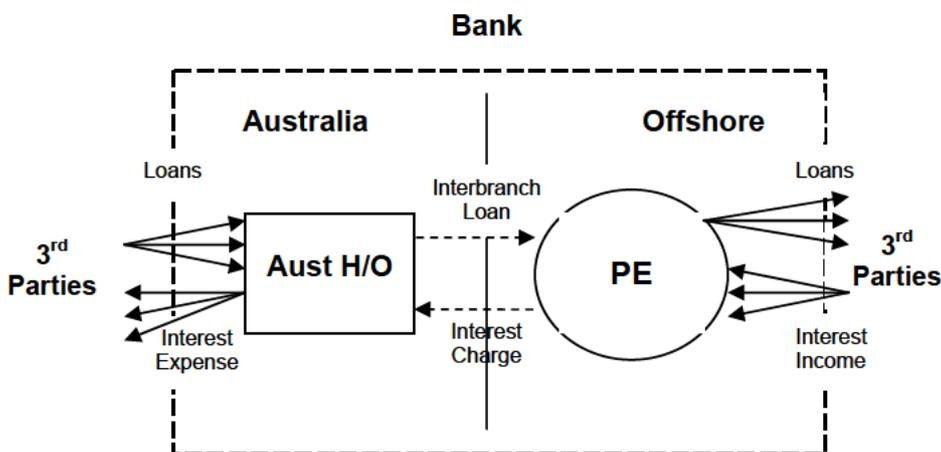 Bank
Australia
Offshore
Loans
Interbranch
Loan
Loans
3rd
Parties
Aust H/O
PE
3rd
Parties
Interest
Expense
Interest
Charge
Interest
Income